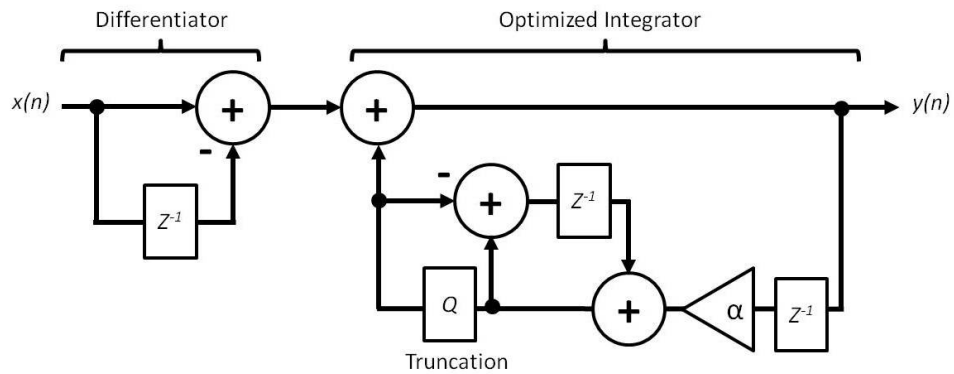 Differentiator
Optimized Integrator
x(n)
+
-
+
y(n)
Z⁻¹
-
+
Z⁻¹
Q
+
α
Z⁻¹
Truncation